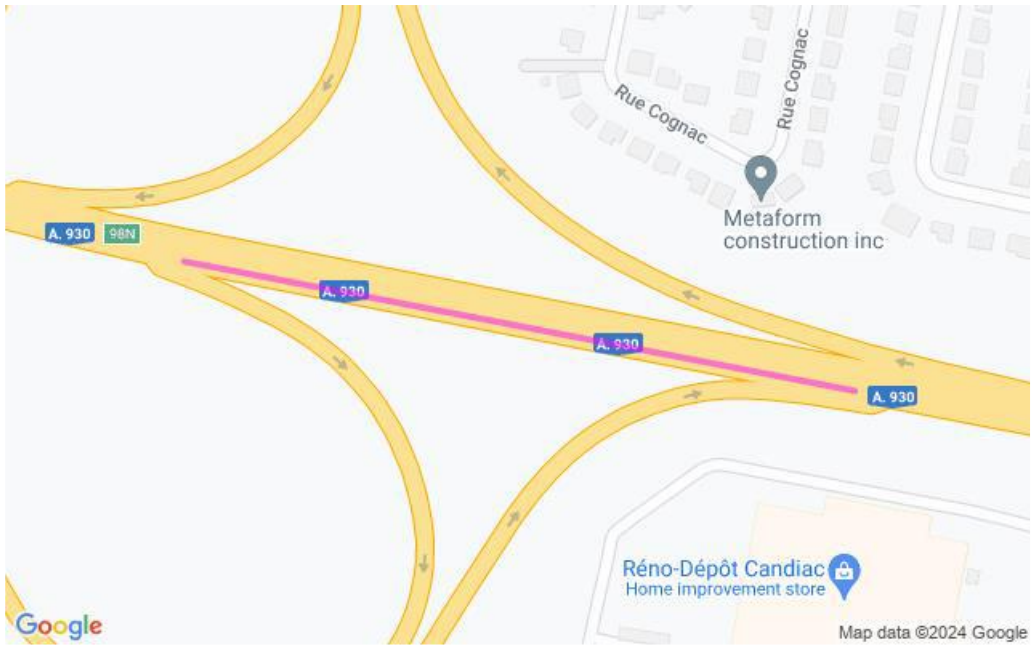 Rue Cognac
Rue Cognac
Metaform
construction inc
A. 930
98N
A. 930
A. 930
A. 930
Réno-Dépôt Candiac
Home improvement store
Google
Map data ©2024 Google